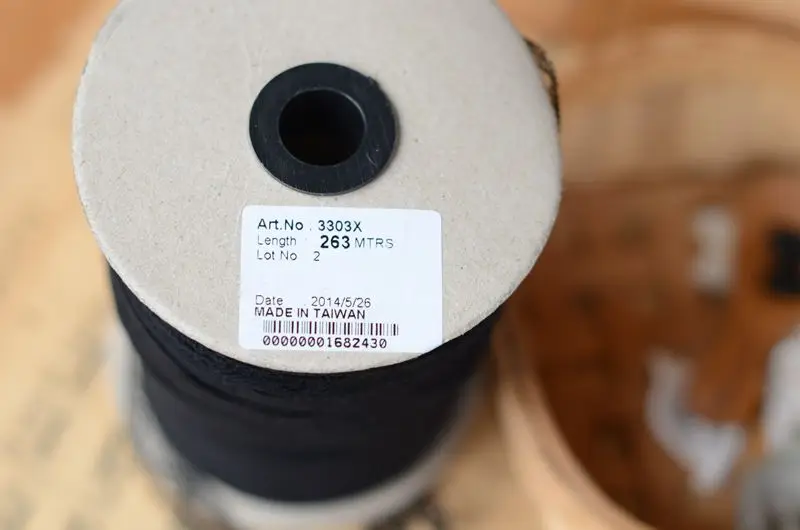 Art.No : 3303X
Length : 263 MTRS
Lot No 2
Date : 2014/5/26
MADE IN TAIWAN
00000001682430